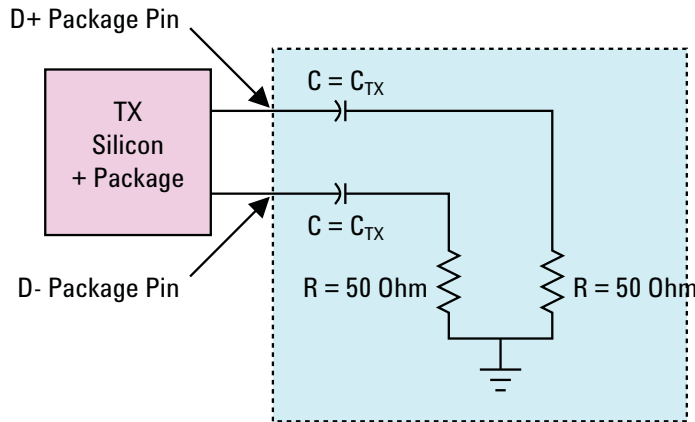 D+ Package Pin
C = CTX
TX
Silicon
+ Package
C = CTX
D- Package Pin
R = 50 Ohm
R = 50 Ohm